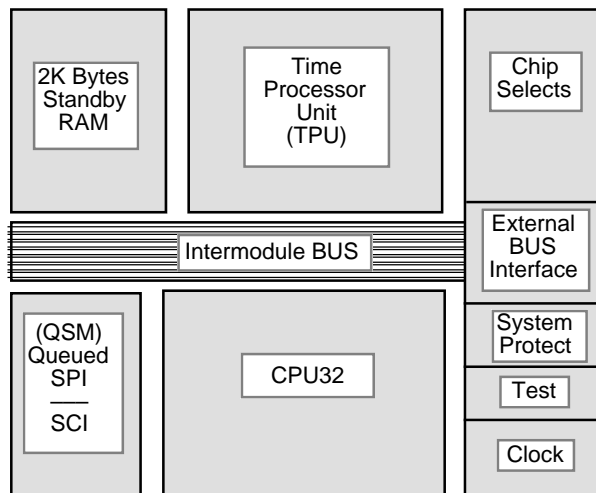 2K Bytes
Standby
RAM
Time
Processor
Unit
(TPU)
Chip
Selects
Intermodule BUS
External
BUS
Interface
(QSM)
Queued
SPI
SCI
CPU32
System
Protect
Test
Clock